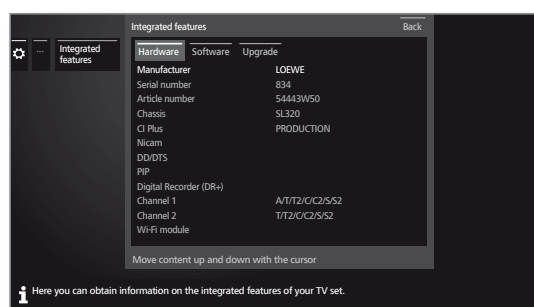 Integrated features Back
... Integrated
features
Hardware Software Upgrade
Manufacturer LOEWE
Serial number 834
Article number 54443W50
Chassis SL320
CI Plus PRODUCTION
Nicam
DD/DTS
PIP
Digital Recorder (DR+)
Channel 1 A/T/T2/C/C2/S/S2
Channel 2 T/T2/C/C2/S/S2
Wi-Fi module
Move content up and down with the cursor
Here you can obtain information on the integrated features of your TV set.